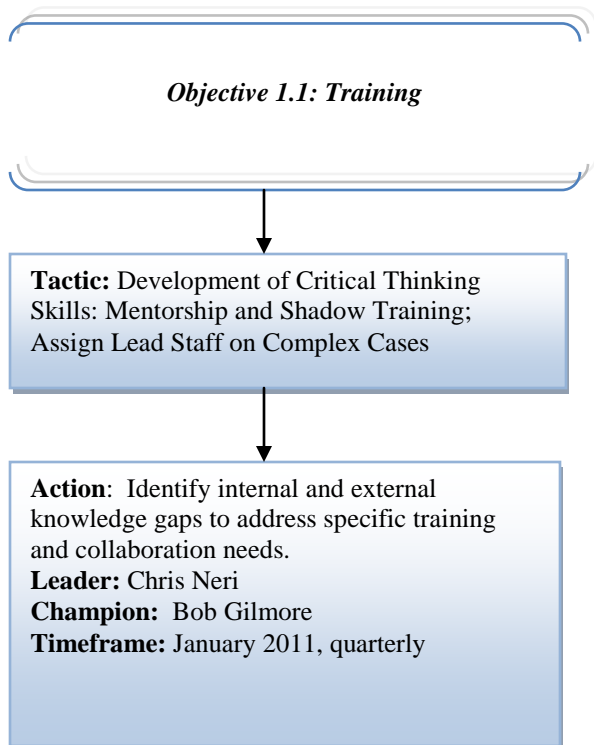 Objective 1.1: Training
Tactic: Development of Critical Thinking
Skills: Mentorship and Shadow Training;
Assign Lead Staff on Complex Cases
Action:  Identify internal and external
knowledge gaps to address specific training
and collaboration needs.
Leader: Chris Neri
Champion:  Bob Gilmore
Timeframe: January 2011, quarterly